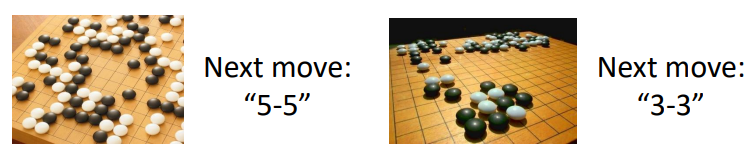 Next move:
“5-5”
Next move:
“3-3”